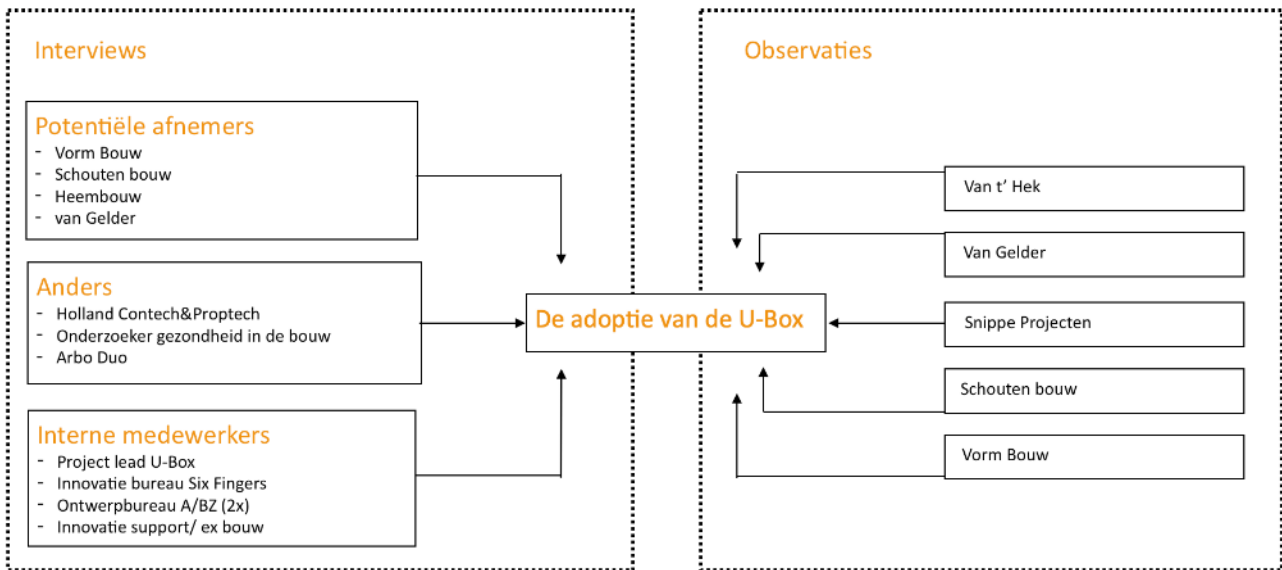 Interviews
Potentiële afnemers
- Vorm Bouw
- Schouten bouw
- Heembouw
- van Gelder
Anders
- Holland Contech&Proptech
- Onderzoeker gezondheid in de bouw
- Arbo Duo
Interne medewerkers
- Project lead U-Box
- Innovatie bureau Six Fingers
- Ontwerpbureau A/BZ (2x)
- Innovatie support/ ex bouw
De adoptie van de U-Box
Observaties
Van t’ Hek
Van Gelder
Snippe Projecten
Schouten bouw
Vorm Bouw